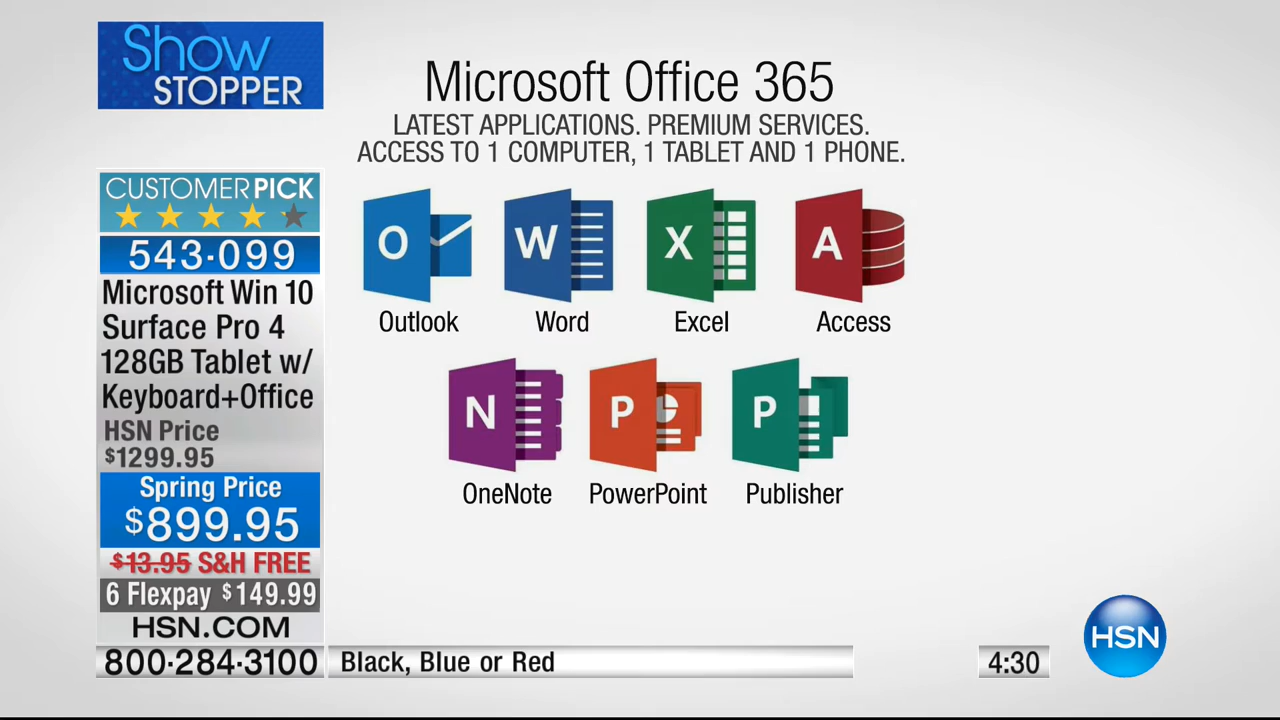 Show
STOPPER
CUSTOMER PICK
543·099
Microsoft Win 10
Surface Pro 4
128GB Tablet w/
Keyboard+Office
HSN Price
$1299.95
Spring Price
$899.95
$13.95 S&H FREE
6 Flexpay $149.99
HSN.COM
800·284·3100
Microsoft Office 365
LATEST APPLICATIONS. PREMIUM SERVICES.
ACCESS TO 1 COMPUTER, 1 TABLET AND 1 PHONE.
O W X A
Outlook Word Excel Access
N P P
OneNote PowerPoint Publisher
Black, Blue or Red
4:30
HSN